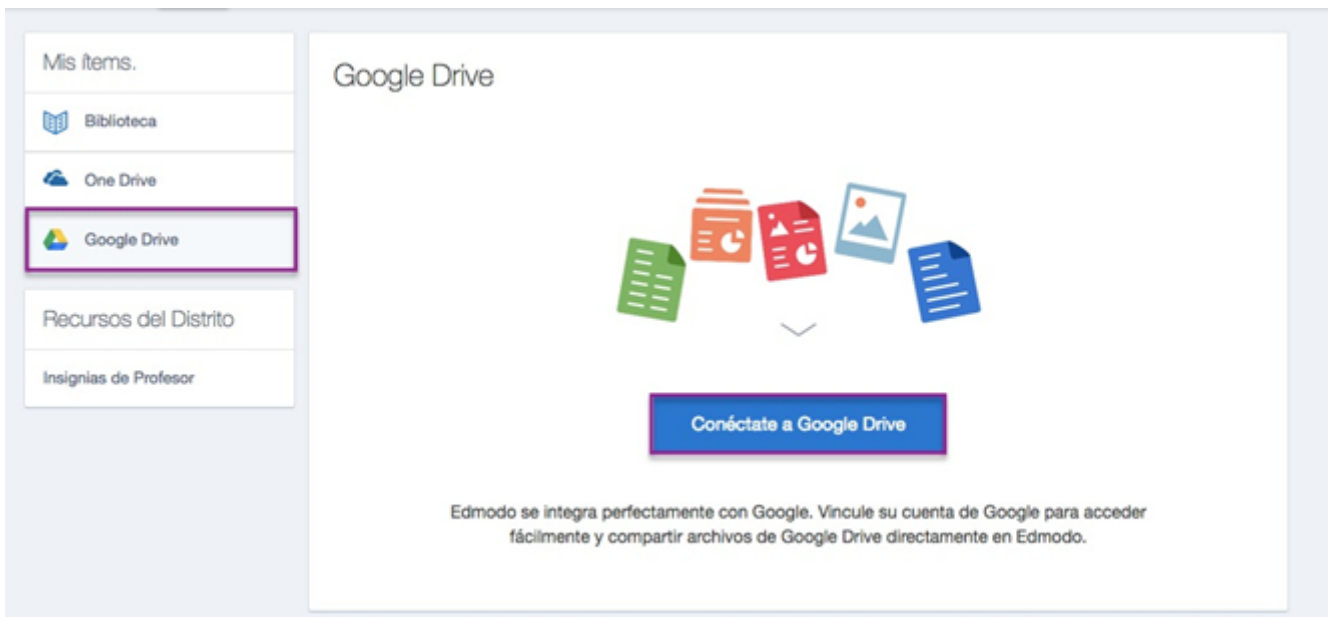 Mis ítems.
Biblioteca
One Drive
Google Drive
Recursos del Distrito
Insignias de Profesor
Google Drive
Conéctate a Google Drive
Edmodo se integra perfectamente con Google. Vincule su cuenta de Google para acceder
fácilmente y compartir archivos de Google Drive directamente en Edmodo.